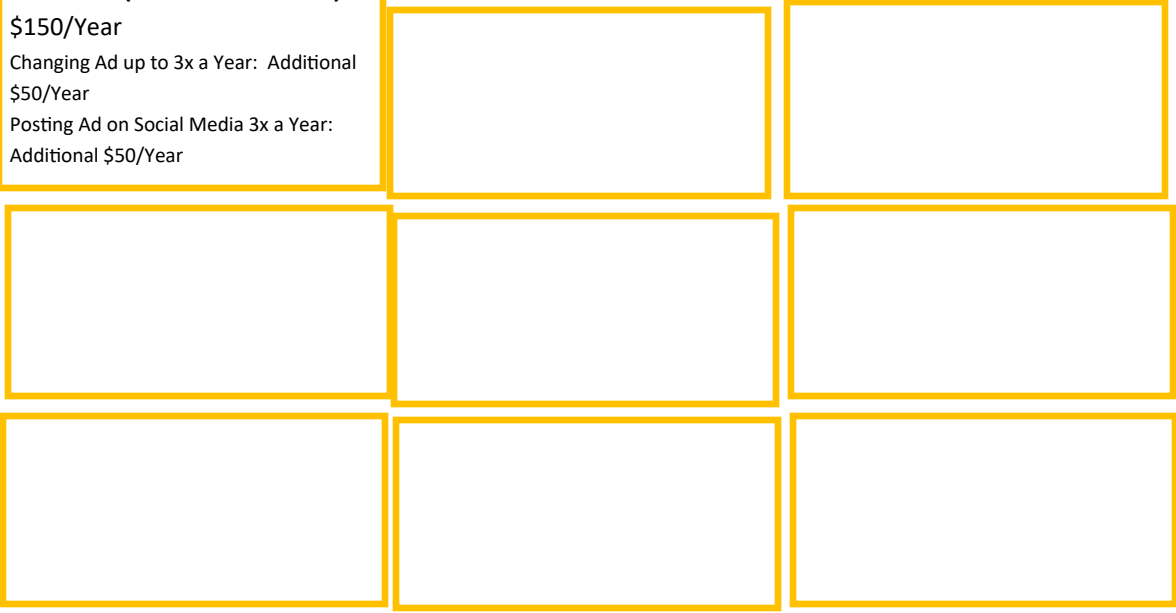 $150/Year
Changing Ad up to 3x a Year:  Additional
$50/Year
Posting Ad on Social Media 3x a Year:
Additional $50/Year